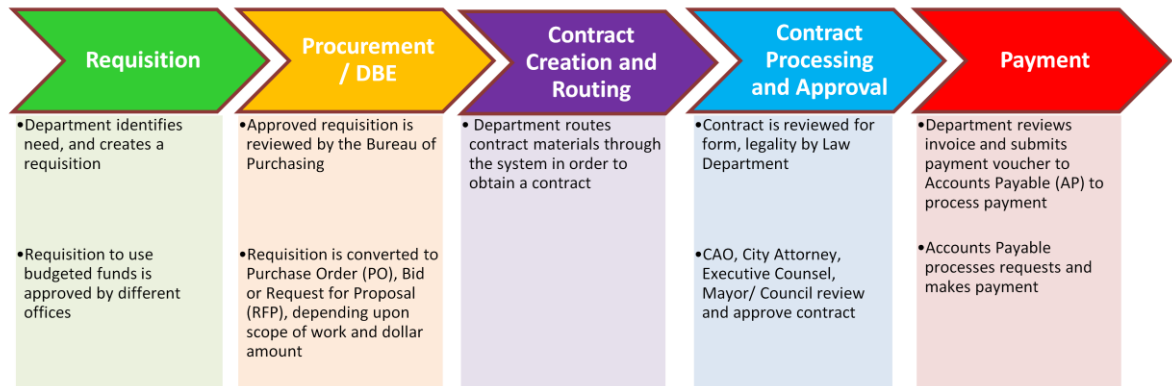 Requisition
Procurement
/ DBE
Contract
Creation and
Routing
Contract
Processing
and Approval
Payment
•Department identifies
need, and creates a
requisition
•Requisition to use
budgeted funds is
approved by different
offices
•Approved requisition is
reviewed by the Bureau of
Purchasing
•Requisition is converted to
Purchase Order (PO), Bid
or Request for Proposal
(RFP), depending upon
scope of work and dollar
amount
• Department routes
contract materials through
the system in order to
obtain a contract
•Contract is reviewed for
form, legality by Law
Department
•CAO, City Attorney,
Executive Counsel,
Mayor/ Council review
and approve contract
•Department reviews
invoice and submits
payment voucher to
Accounts Payable (AP) to
process payment
•Accounts Payable
processes requests and
makes payment